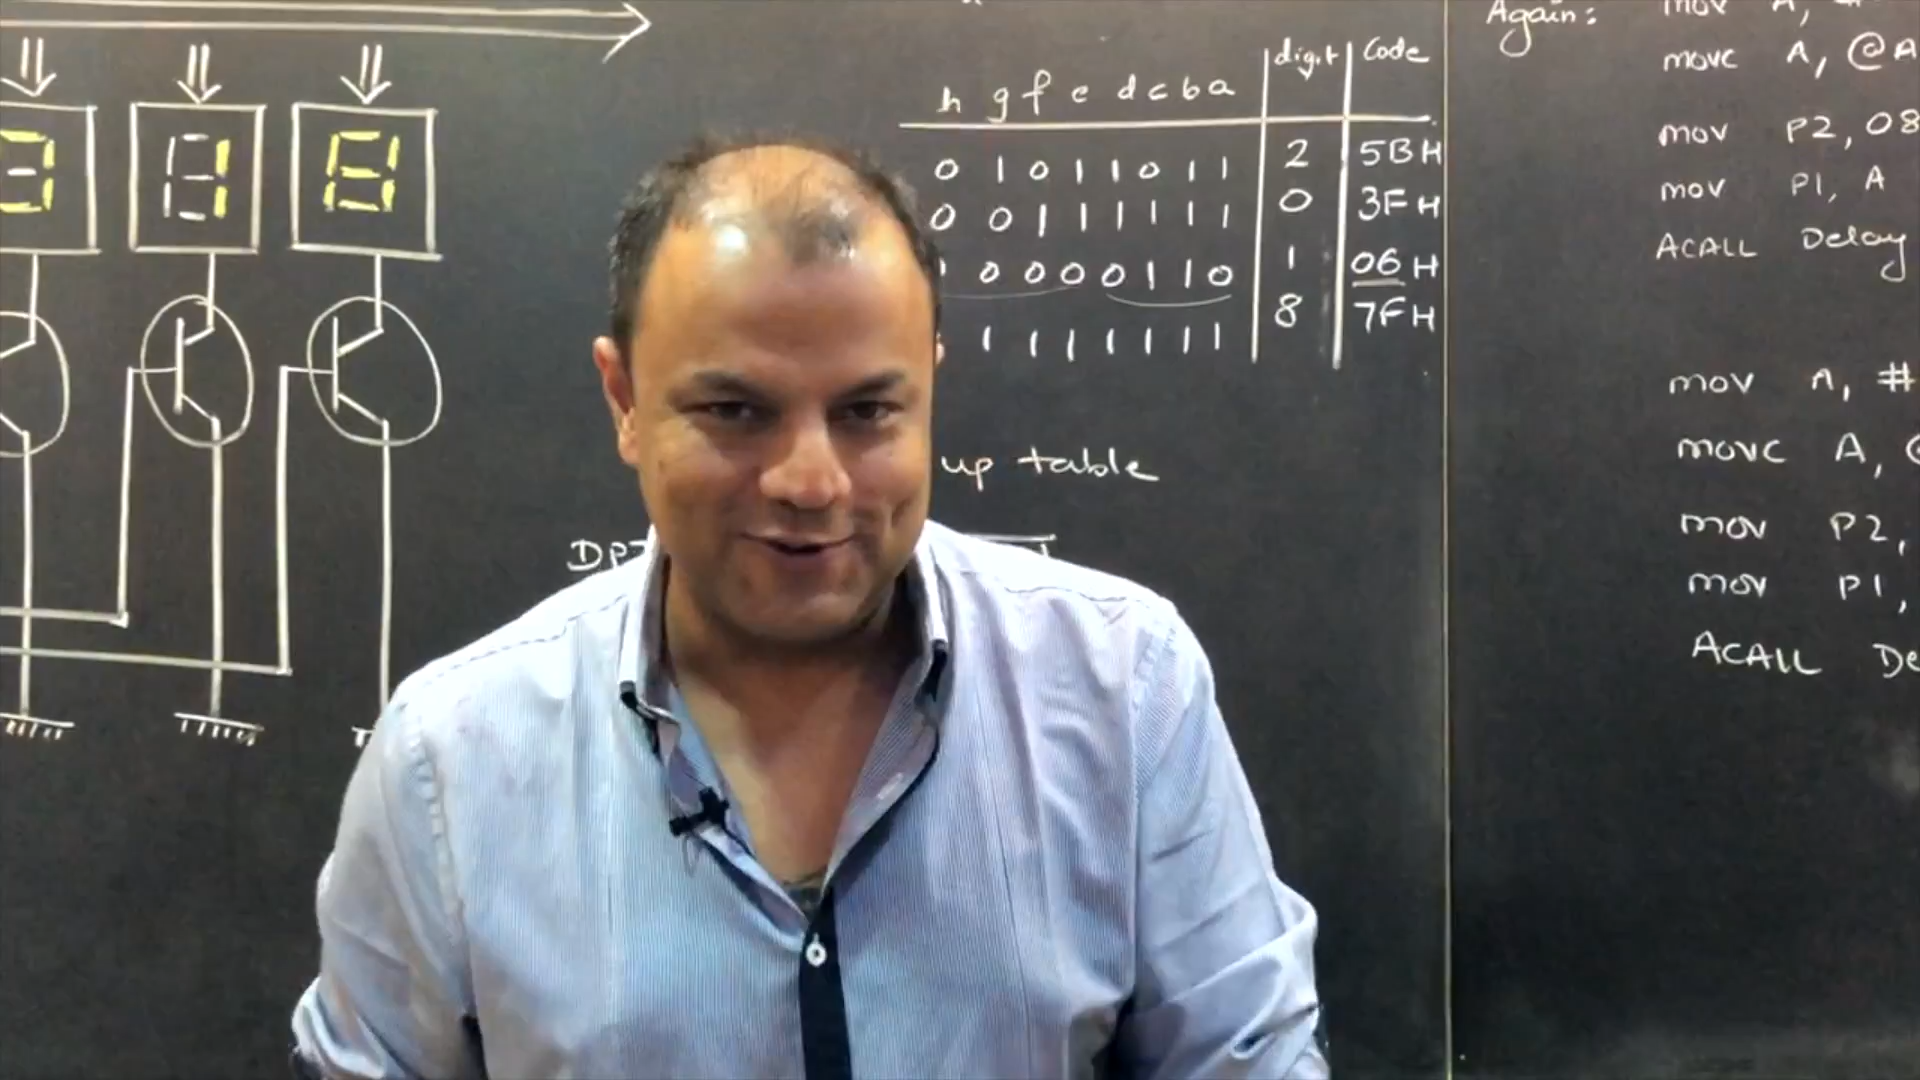 h g f e d c b a digit Code
0 1 0 1 1 0 1 1 2 5BH
0 0 1 1 1 1 1 1 0 3FH
0 0 0 0 1 1 0 1 06H
1 1 1 1 1 1 1 8 7FH
up table
Again: mov A, #
movc A, @A
mov P2, 08
mov P1, A
ACALL Delay
mov A, #
movc A, @
mov P2,
mov P1,
ACALL De